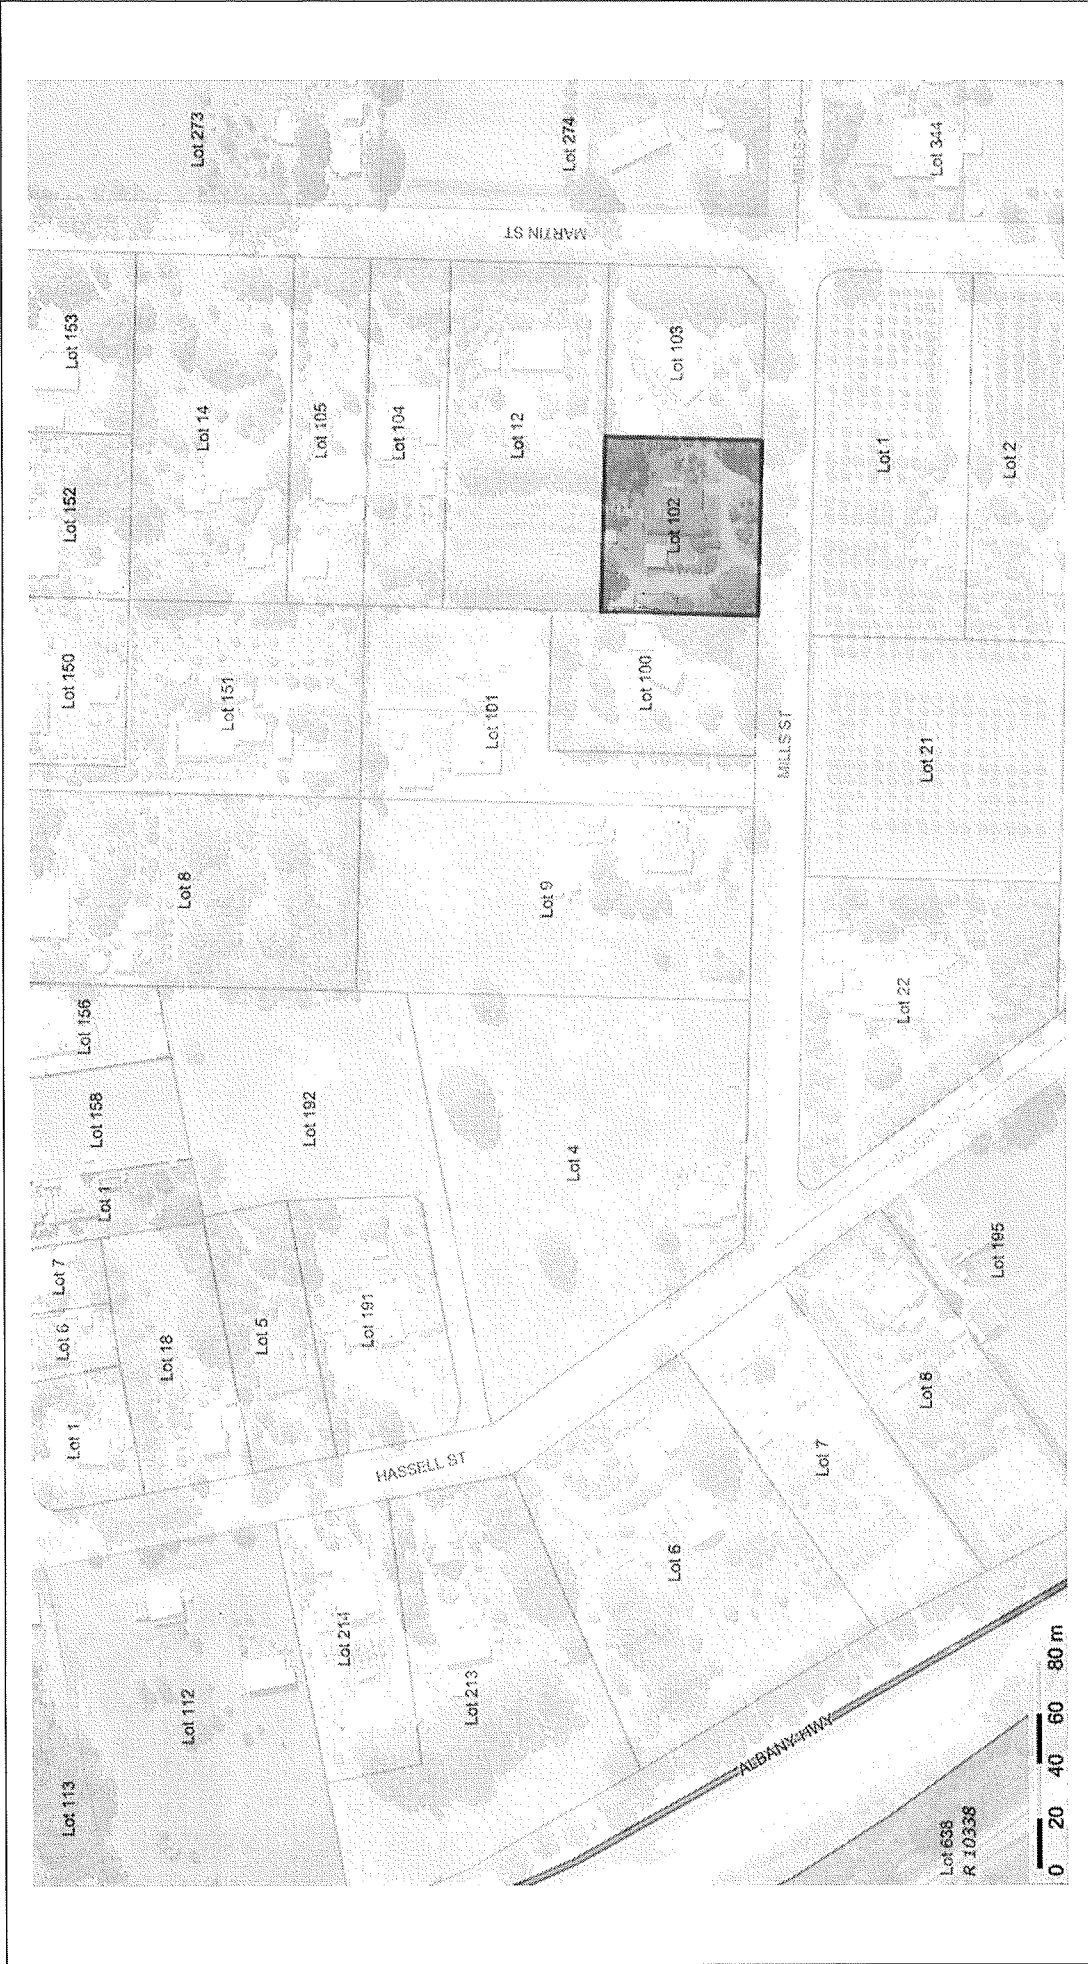 Lot 273
Lot 274
MILLS ST
Lot 344
MARTIN ST
Lot 153
Lot 14
Lot 105
Lot 104
Lot 12
Lot 103
Lot 1
Lot 2
Lot 152
Lot 102
Lot 150
Lot 151
Lot 101
Lot 100
MILLS ST
Lot 21
Lot 8
Lot 9
Lot 22
Lot 156
Lot 158
Lot 192
Lot 4
Lot 1
Lot 7
Lot 6
Lot 18
Lot 5
Lot 191
Lot 195
Lot 1
HASSELL ST
Lot 7
Lot 8
Lot 6
Lot 112
Lot 214
Lot 213
Lot 113
ALBANY HWY
Lot 638
R 10338
0 20 40 60 80 m